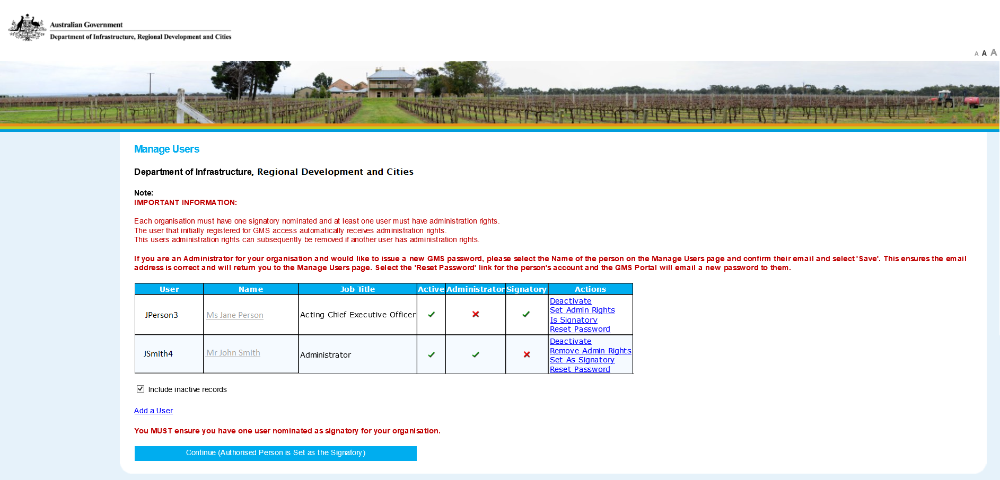 Australian Government
Department of Infrastructure, Regional Development and Cities
A A A
Manage Users
Department of Infrastructure, Regional Development and Cities
Note:
IMPORTANT INFORMATION:
Each organisation must have one signatory nominated and at least one user must have administration rights.
The user that initially registered for GMS access automatically receives administration rights.
This users administration rights can subsequently be removed if another user has administration rights.
If you are an Administrator for your organisation and would like to issue a new GMS password, please select the Name of the person on the Manage Users page and confirm their email and select 'Save'. This ensures the email
address is correct and will return you to the Manage Users page. Select the 'Reset Password' link for the person's account and the GMS Portal will email a new password to them.
User Name Job Title Active Administrator Signatory Actions
JPerson3 Ms Jane Person Acting Chief Executive Officer
Deactivate
Set Admin Rights
Is Signatory
Reset Password
JSmith4 Mr John Smith Administrator
Deactivate
Remove Admin Rights
Set As Signatory
Reset Password
Include inactive records
Add a User
You MUST ensure you have one user nominated as signatory for your organisation.
Continue (Authorised Person is Set as the Signatory)